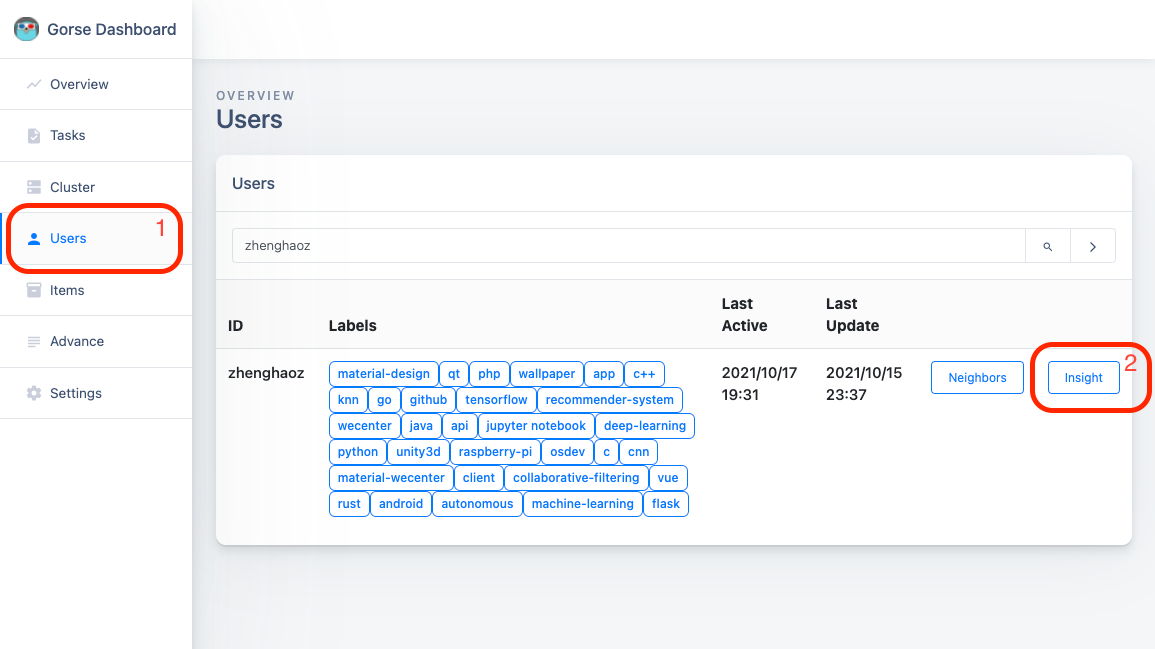 Gorse Dashboard
Overview
Tasks
Cluster
Users 1
Items
Advance
Settings
OVERVIEW
Users
Users
zhenghaoz
ID Labels Last Active Last Update
zhenghaoz
material-design qt php wallpaper app c++
knn go github tensorflow recommender-system
wecenter java api jupyter notebook deep-learning
python unity3d raspberry-pi osdev c cnn
material-wecenter client collaborative-filtering vue
rust android autonomous machine-learning flask
2021/10/17
19:31
2021/10/15
23:37
Neighbors
Insight 2